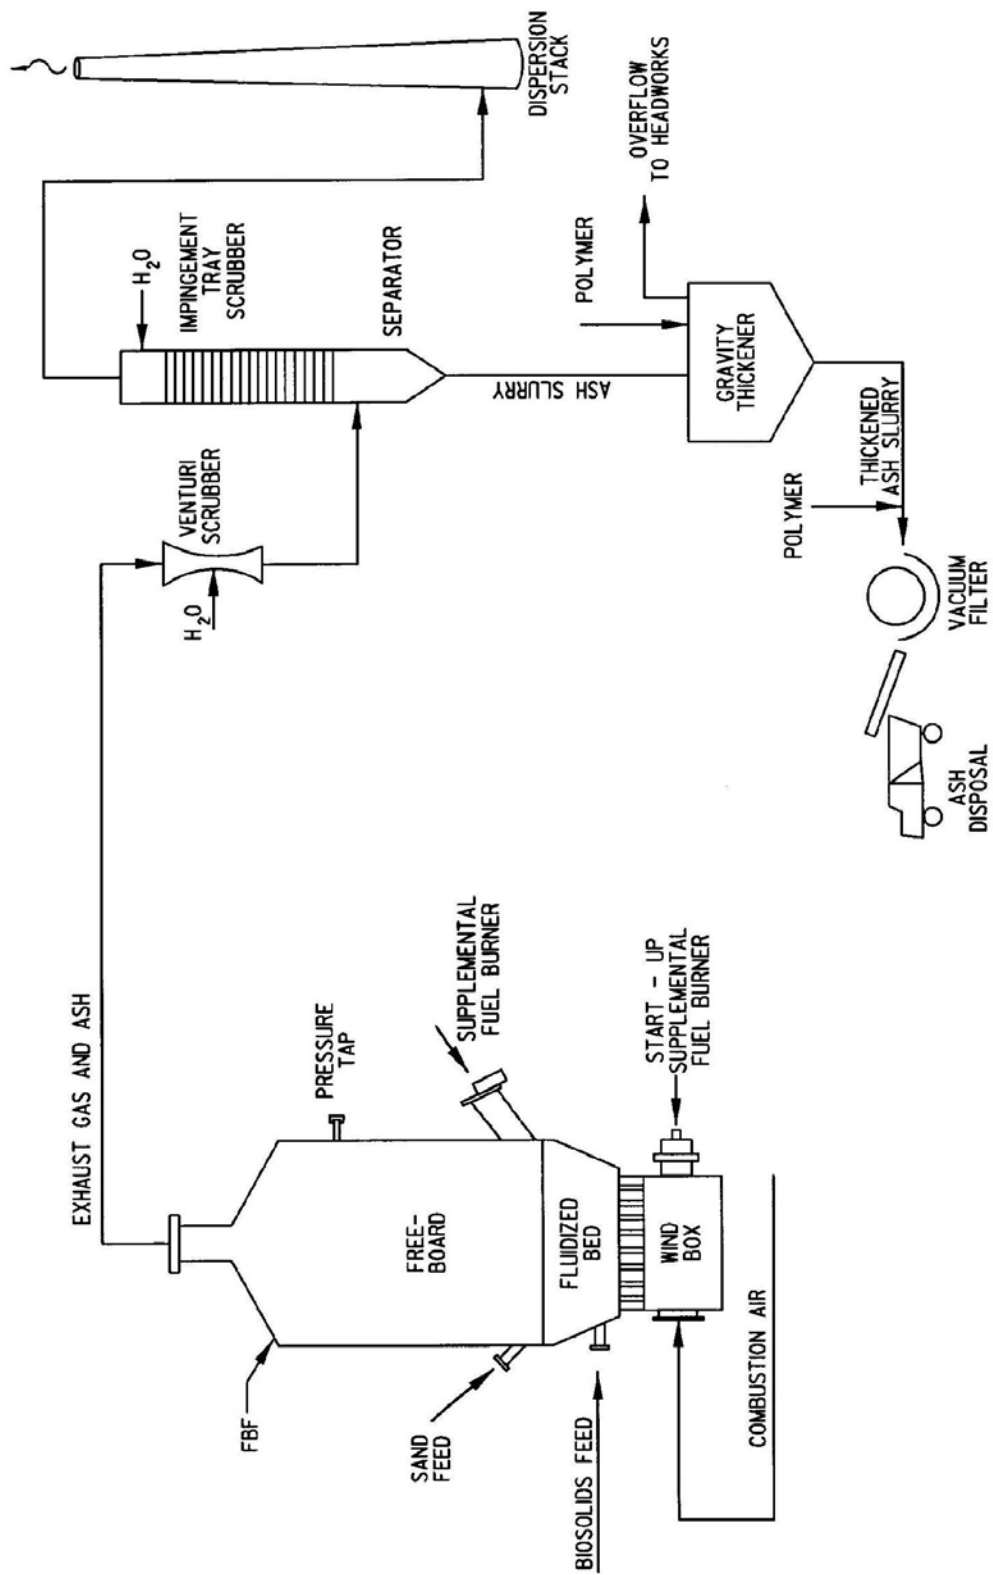 EXHAUST GAS AND ASH
FBF
FREE-
BOARD
PRESSURE
TAP
SAND
FEED
SUPPLEMENTAL
FUEL BURNER
BIOSOLIDS FEED
FLUIDIZED
BED
WIND
BOX
START - UP
SUPPLEMENTAL
FUEL BURNER
COMBUSTION AIR
H2O
VENTURI
SCRUBBER
H2O
IMPINGEMENT
TRAY
SCRUBBER
SEPARATOR
DISPERSION
STACK
ASH SLURRY
POLYMER
OVERFLOW
TO HEADWORKS
GRAVITY
THICKENER
THICKENED
ASH SLURRY
POLYMER
VACUUM
FILTER
ASH
DISPOSAL